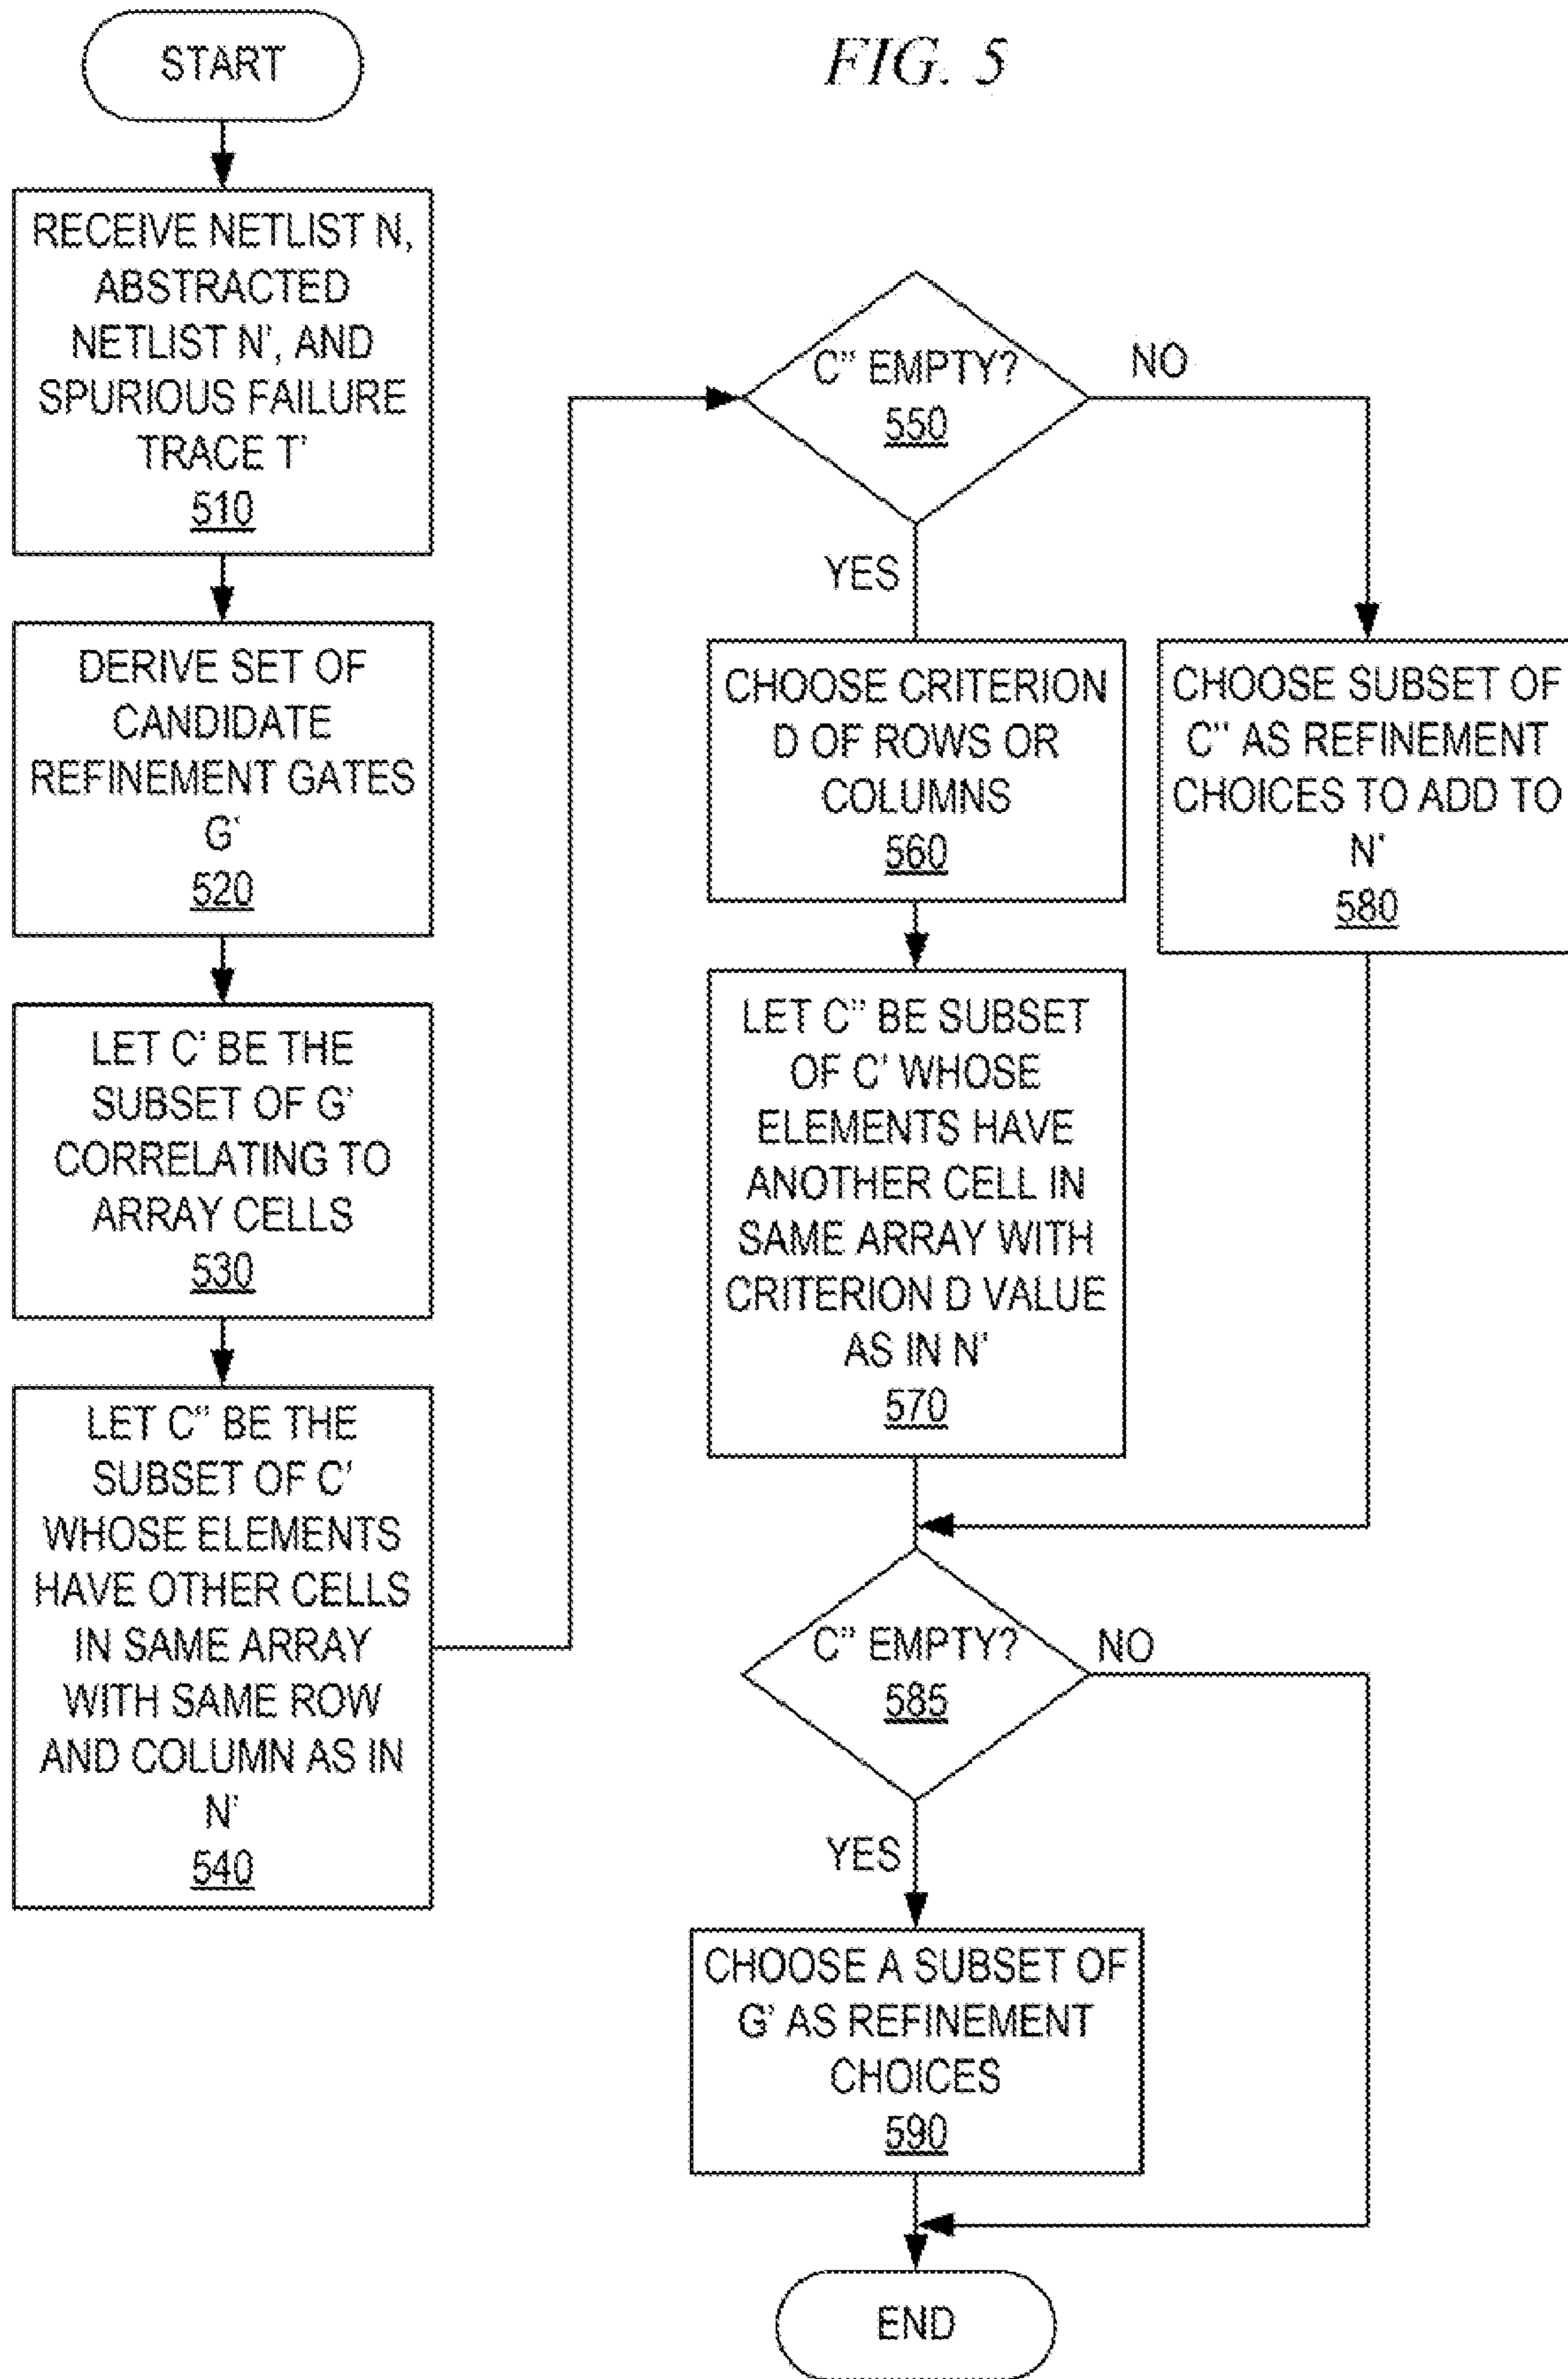 FIG. 5
START
RECEIVE NETLIST N,
ABSTRACTED
NETLIST N', AND
SPURIOUS FAILURE
TRACE T'
510
DERIVE SET OF
CANDIDATE
REFINEMENT GATES
G'
520
LET C' BE THE
SUBSET OF G'
CORRELATING TO
ARRAY CELLS
530
LET C'' BE THE
SUBSET OF C'
WHOSE ELEMENTS
HAVE OTHER CELLS
IN SAME ARRAY
WITH SAME ROW
AND COLUMN AS IN
N'
540
C'' EMPTY?
550
NO
YES
CHOOSE CRITERION
D OF ROWS OR
COLUMNS
560
CHOOSE SUBSET OF
C'' AS REFINEMENT
CHOICES TO ADD TO
N'
580
LET C'' BE SUBSET
OF C' WHOSE
ELEMENTS HAVE
ANOTHER CELL IN
SAME ARRAY WITH
CRITERION D VALUE
AS IN N'
570
C'' EMPTY?
585
NO
YES
CHOOSE A SUBSET OF
G' AS REFINEMENT
CHOICES
590
END